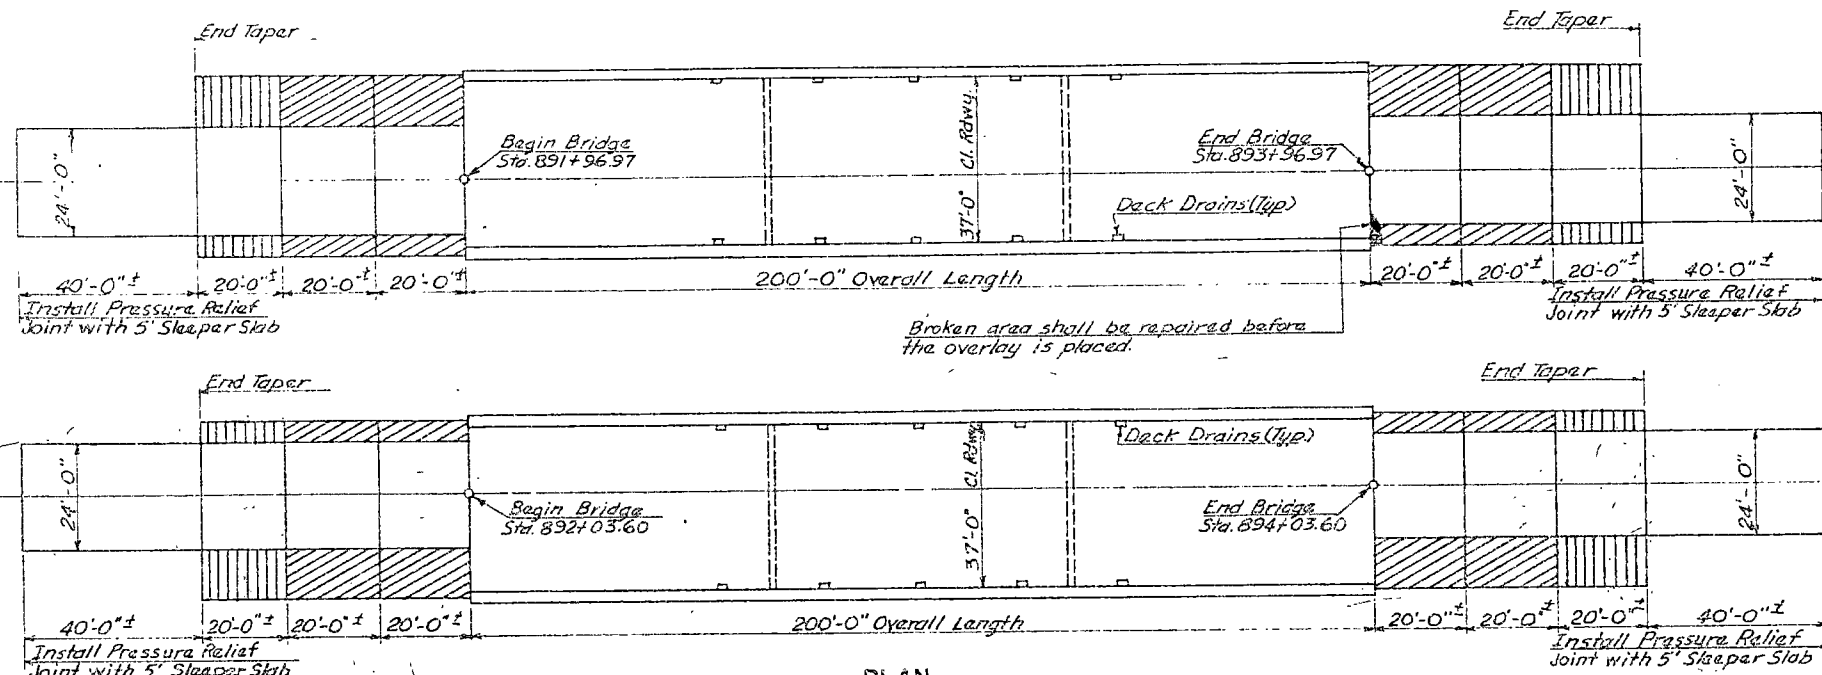 End Taper
End Taper
Begin Bridge
Sta. 891+96.97
End Bridge
Sta. 893+96.97
24'-0"
37'-0" Cl. Rdwy.
24'-0"
Deck Drains (Typ.)
40'-0"±
20'-0"±
20'-0"±
20'-0"±
200'-0" Overall Length
20'-0"±
20'-0"±
20'-0"±
40'-0"±
Install Pressure Relief
Joint with 5' Sleeper Slab
Install Pressure Relief
Joint with 5' Sleeper Slab
Broken area shall be repaired before
the overlay is placed.
End Taper
End Taper
Deck Drains (Typ.)
24'-0"
37'-0" Cl. Rdwy.
24'-0"
Begin Bridge
Sta. 892+03.60
End Bridge
Sta. 894+03.60
40'-0"±
20'-0"±
20'-0"±
20'-0"±
200'-0" Overall Length
20'-0"±
20'-0"±
20'-0"±
40'-0"±
Install Pressure Relief
Joint with 5' Sleeper Slab
Install Pressure Relief
Joint with 5' Sleeper Slab
PLAN